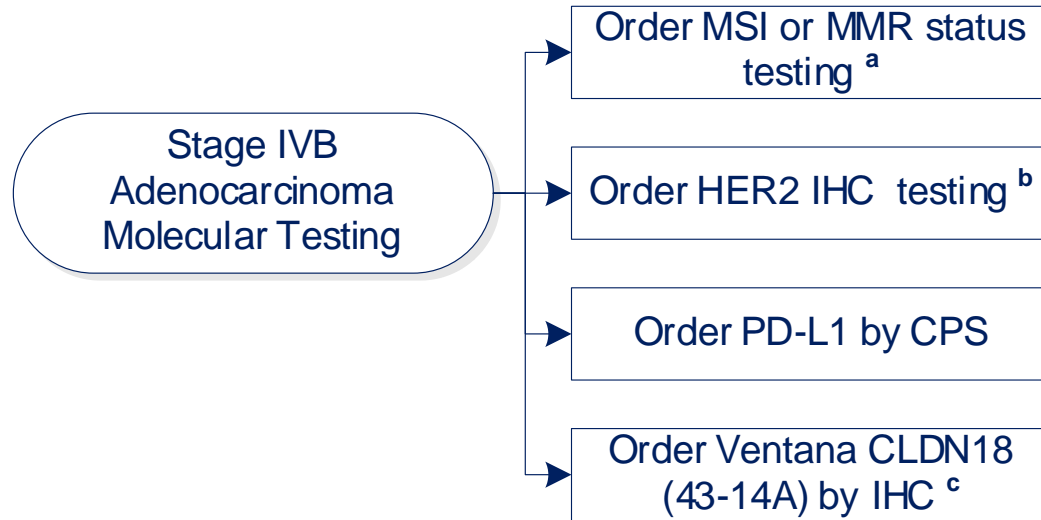 Stage IVB
Adenocarcinoma
Molecular Testing
Order MSI or MMR status
testing a
Order HER2 IHC testing b
Order PD-L1 by CPS
Order Ventana CLDN18
(43-14A) by IHC c